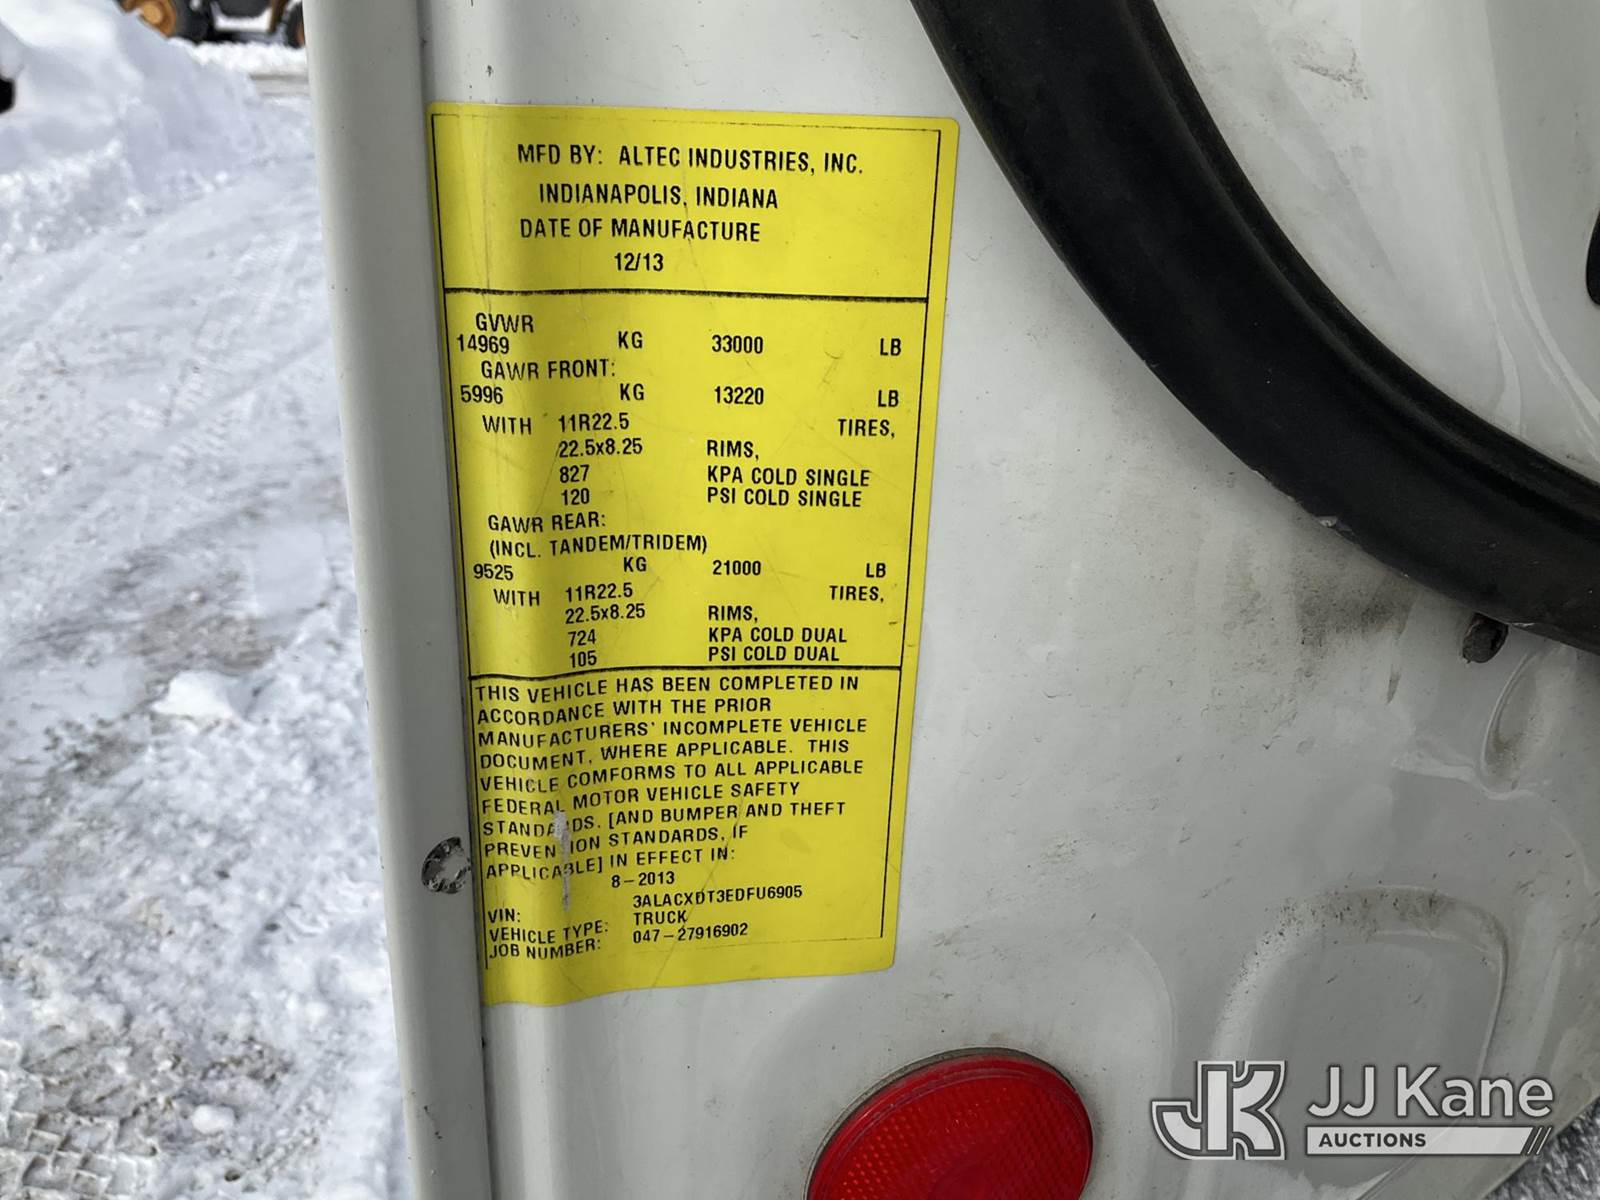 MFD BY: ALTEC INDUSTRIES, INC.
INDIANAPOLIS, INDIANA
DATE OF MANUFACTURE
12/13
GVWR
14969 KG 33000 LB
GAWR FRONT:
5996 KG 13220 LB
WITH 11R22.5 TIRES,
22.5x8.25 RIMS,
827 KPA COLD SINGLE
120 PSI COLD SINGLE
GAWR REAR:
(INCL. TANDEM/TRIDEM)
9525 KG 21000 LB
WITH 11R22.5 TIRES,
22.5x8.25 RIMS,
724 KPA COLD DUAL
105 PSI COLD DUAL
THIS VEHICLE HAS BEEN COMPLETED IN
ACCORDANCE WITH THE PRIOR
MANUFACTURERS' INCOMPLETE VEHICLE
DOCUMENT, WHERE APPLICABLE. THIS
VEHICLE COMFORMS TO ALL APPLICABLE
FEDERAL MOTOR VEHICLE SAFETY
STANDARDS, [AND BUMPER AND THEFT
PREVENTION STANDARDS, IF
APPLICABLE] IN EFFECT IN:
8-2013
VIN: 3ALACXDT3EDFU6905
VEHICLE TYPE: TRUCK
JOB NUMBER: 047-27916902
JK JJ Kane
AUCTIONS